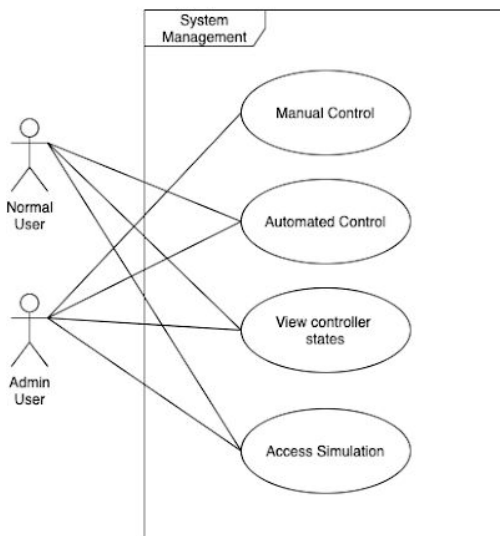 System
Management
Manual Control
Normal
User
Automated Control
View controller
states
Admin
User
Access Simulation